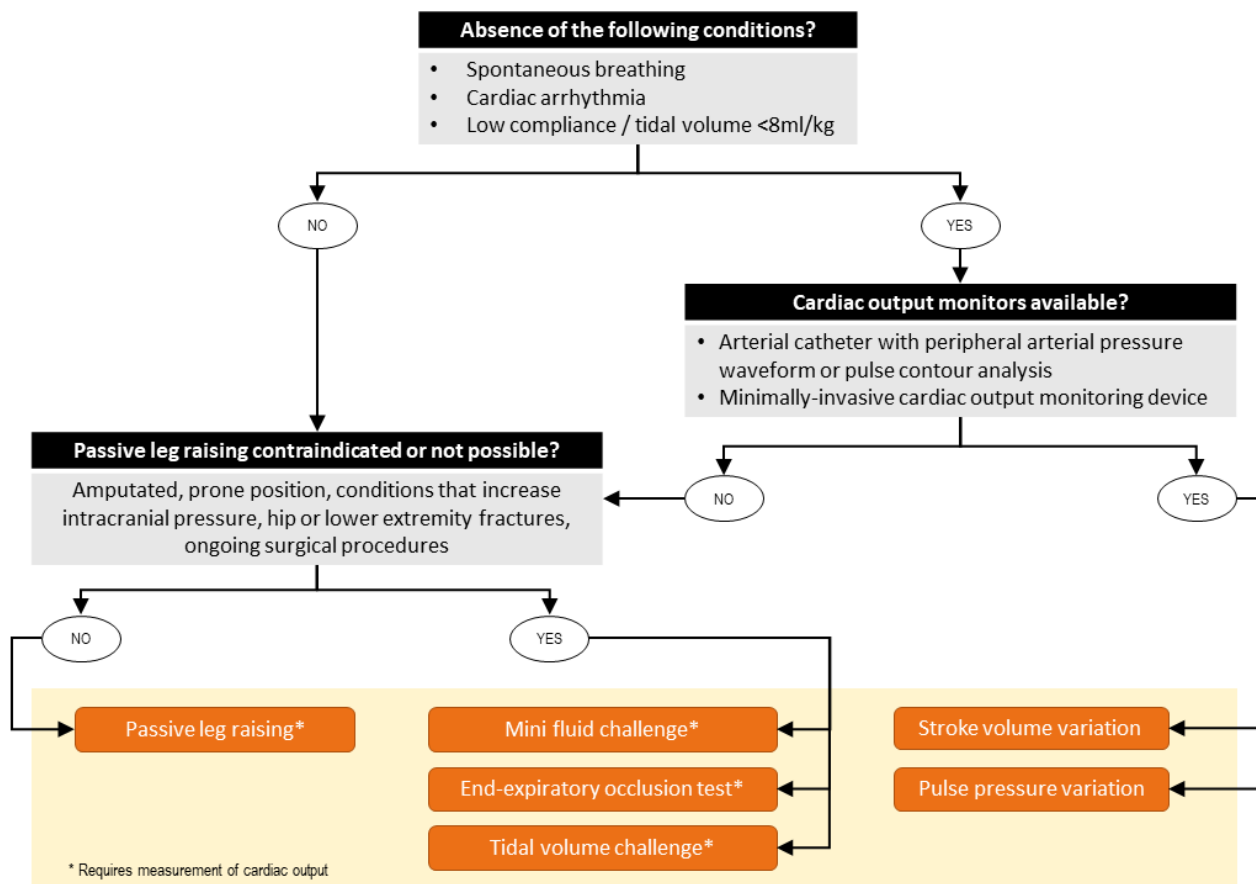 Absence of the following conditions?
• Spontaneous breathing
• Cardiac arrhythmia
• Low compliance / tidal volume <8ml/kg
NO
YES
Cardiac output monitors available?
• Arterial catheter with peripheral arterial pressure
waveform or pulse contour analysis
• Minimally-invasive cardiac output monitoring device
NO
YES
Passive leg raising contraindicated or not possible?
Amputated, prone position, conditions that increase
intracranial pressure, hip or lower extremity fractures,
ongoing surgical procedures
NO
YES
Passive leg raising*
Mini fluid challenge*
End-expiratory occlusion test*
Tidal volume challenge*
Stroke volume variation
Pulse pressure variation
* Requires measurement of cardiac output